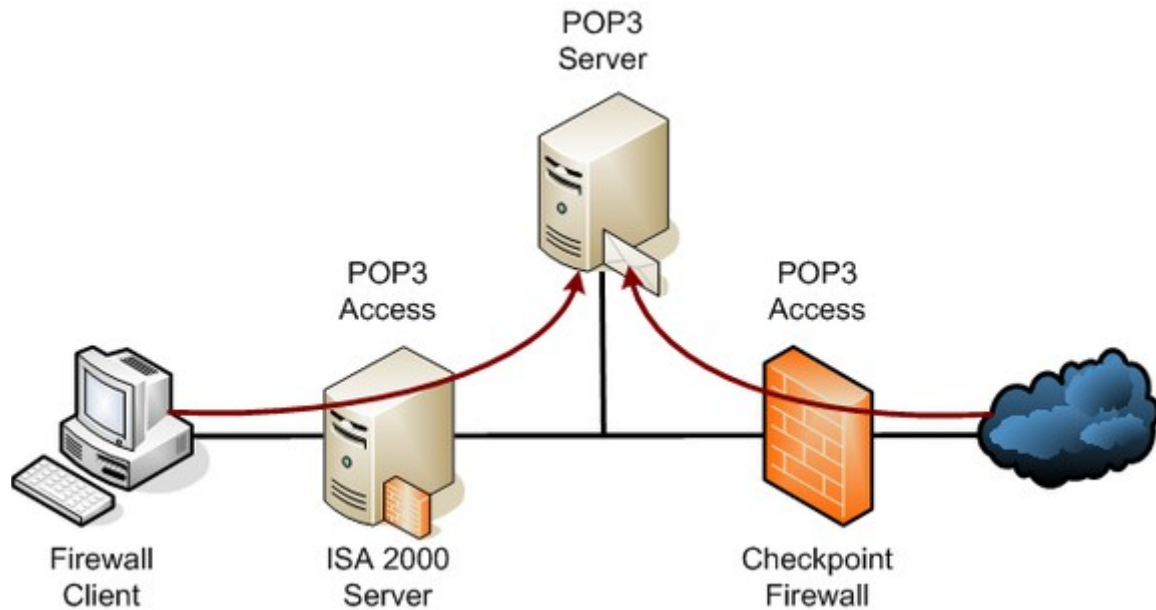 POP3
Server
POP3
Access
POP3
Access
Firewall
Client
ISA 2000
Server
Checkpoint
Firewall